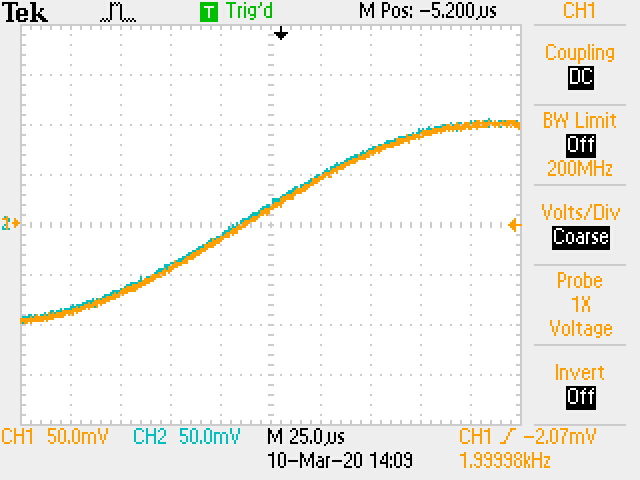 Tek T Trig'd M Pos: -5.200µs CH1
Coupling
DC
BW Limit
Off
200MHz
Volts/Div
Coarse
Probe
1X
Voltage
Invert
Off
2
CH1 50.0mV CH2 50.0mV M 25.0µs CH1 -2.07mV
10-Mar-20 14:09 1.99998kHz